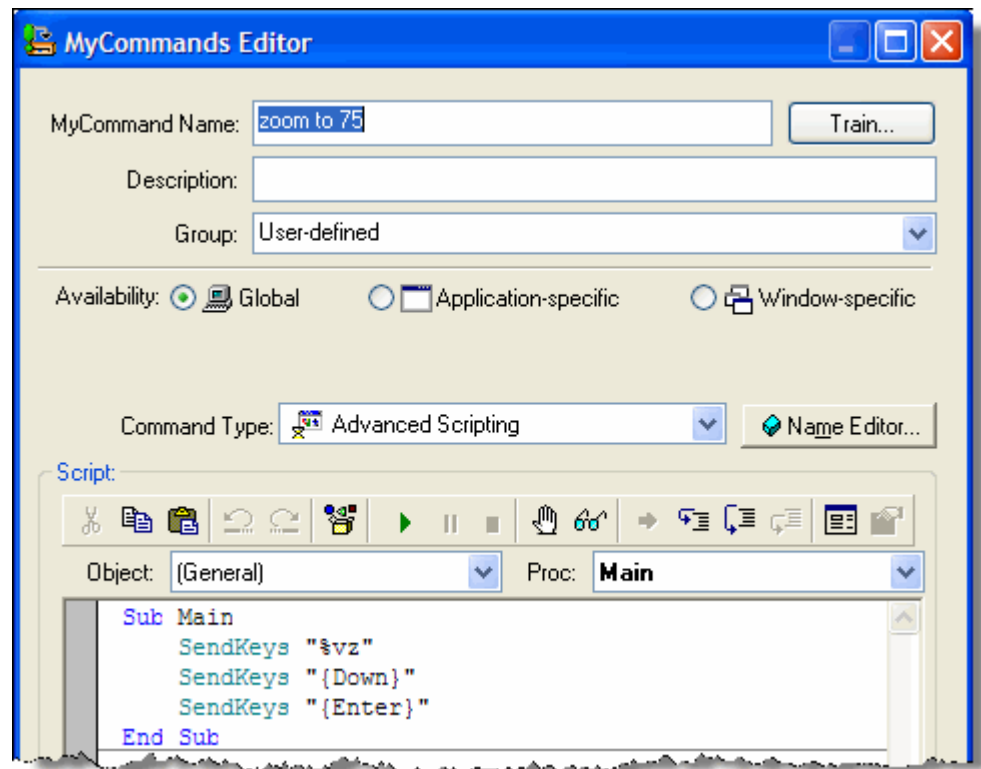 MyCommands Editor
MyCommand Name: zoom to 75 Train...
Description:
Group: User-defined
Availability: Global Application-specific Window-specific
Command Type: Advanced Scripting Name Editor...
Script:
Object: (General) Proc: Main
Sub Main
SendKeys "%vz"
SendKeys "{Down}"
SendKeys "{Enter}"
End Sub